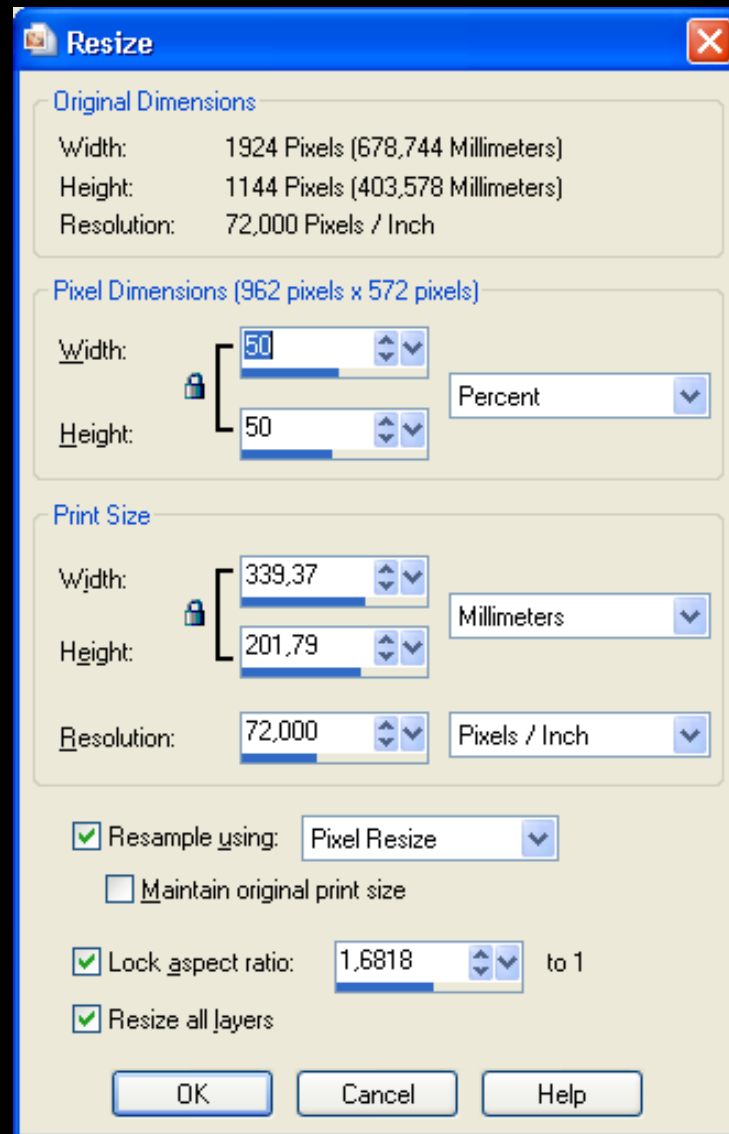 Resize
Original Dimensions
Width: 1924 Pixels (678,744 Millimeters)
Height: 1144 Pixels (403,578 Millimeters)
Resolution: 72,000 Pixels / Inch
Pixel Dimensions (962 pixels x 572 pixels)
Width: 50
Percent
Height: 50
Print Size
Width: 339,37
Millimeters
Height: 201,79
Resolution: 72,000 Pixels / Inch
Resample using: Pixel Resize
Maintain original print size
Lock aspect ratio: 1,6818 to 1
Resize all layers
OK Cancel Help